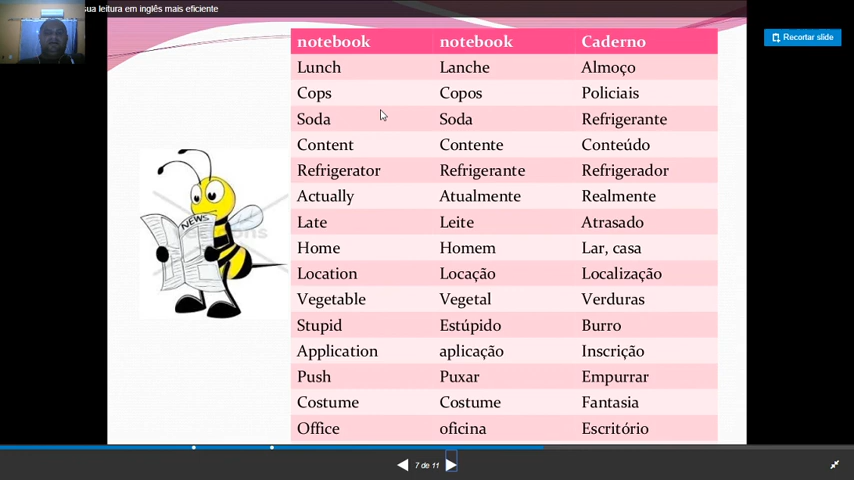 sua leitura em inglês mais eficiente
Recortar slide
notebook notebook Caderno
Lunch Lanche Almoço
Cops Copos Policiais
Soda Soda Refrigerante
Content Contente Conteúdo
Refrigerator Refrigerante Refrigerador
Actually Atualmente Realmente
Late Leite Atrasado
Home Homem Lar, casa
Location Locação Localização
Vegetable Vegetal Verduras
Stupid Estúpido Burro
Application aplicação Inscrição
Push Puxar Empurrar
Costume Costume Fantasia
Office oficina Escritório
NEWS
7 de 11